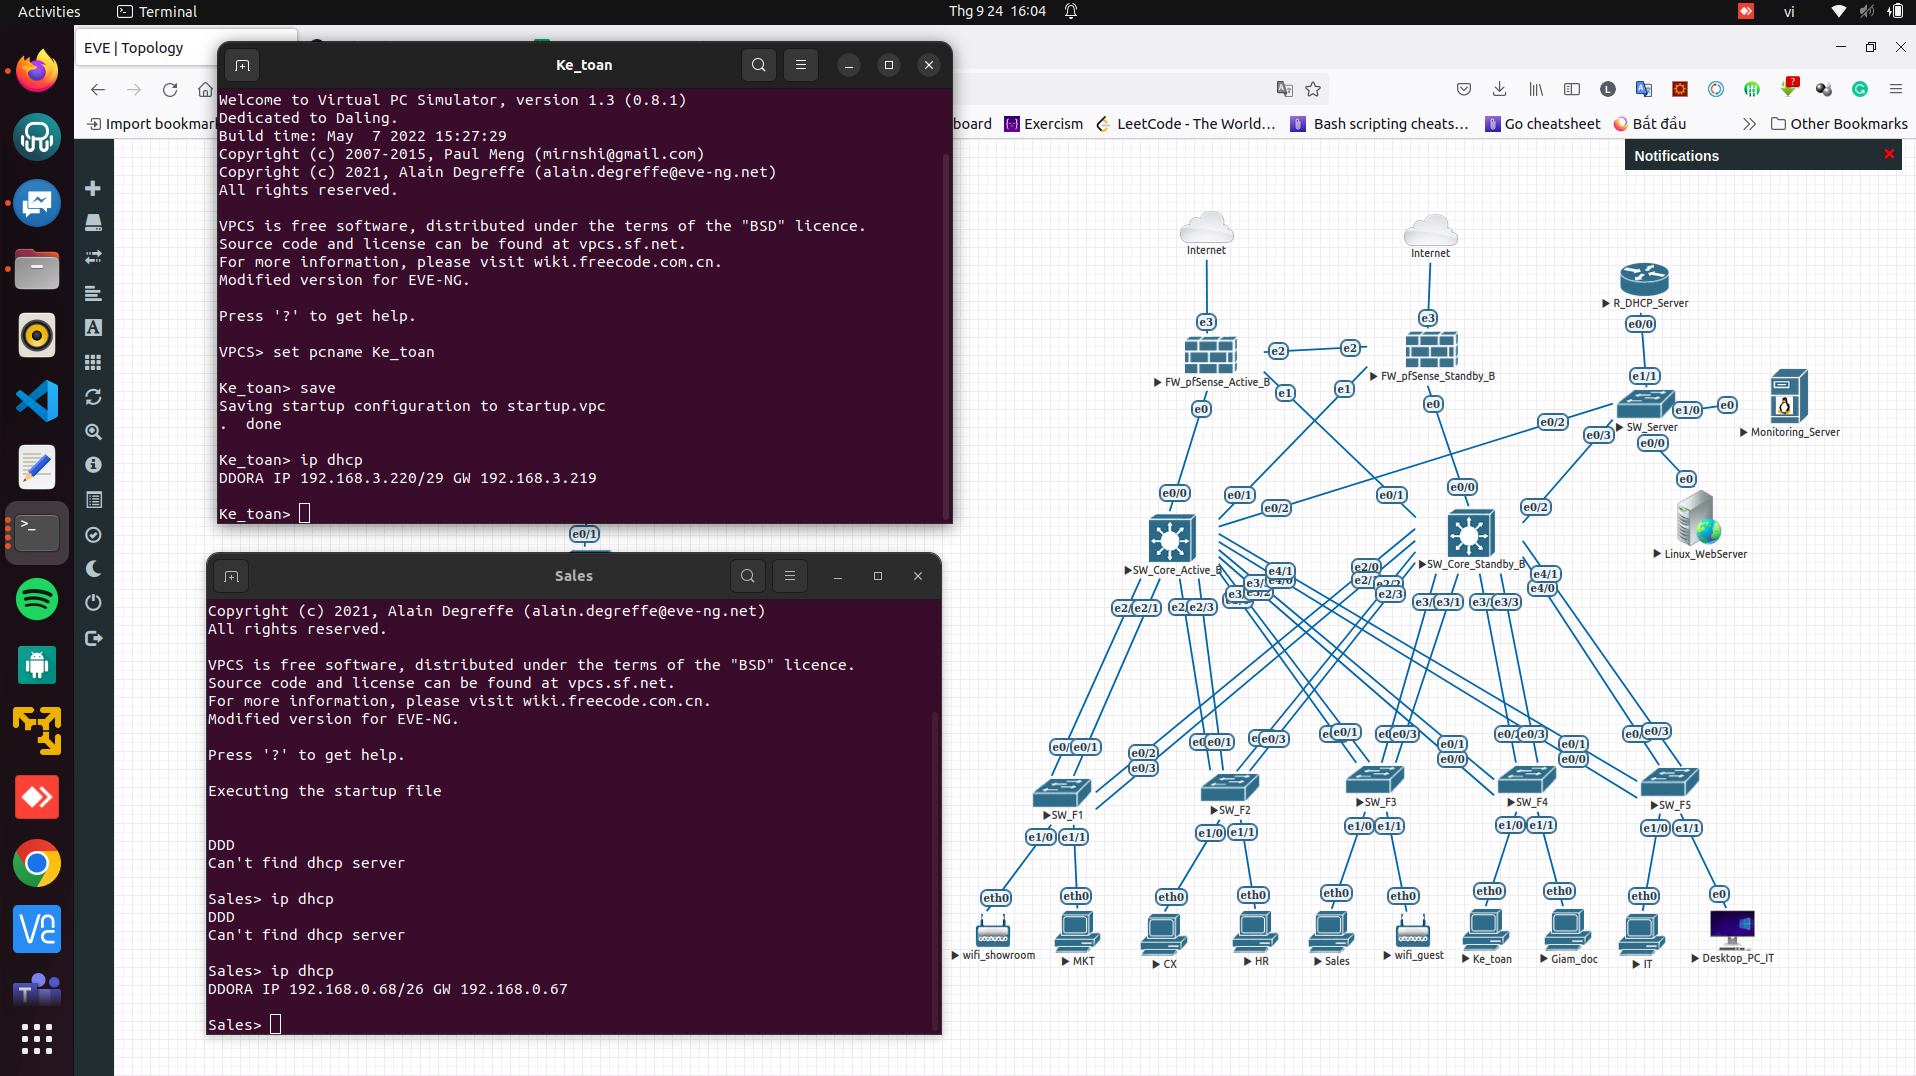 Activities
Terminal
Thg 9 24 16:04
vi
EVE | Topology
Import bookmar
board
Exercism
LeetCode - The World…
Bash scripting cheats…
Go cheatsheet
Bắt đầu
Other Bookmarks
Notifications
Ke_toan
Welcome to Virtual PC Simulator, version 1.3 (0.8.1)
Dedicated to Daling.
Build time: May  7 2022 15:27:29
Copyright (c) 2007-2015, Paul Meng (mirnshi@gmail.com)
Copyright (c) 2021, Alain Degreffe (alain.degreffe@eve-ng.net)
All rights reserved.
VPCS is free software, distributed under the terms of the "BSD" licence.
Source code and license can be found at vpcs.sf.net.
For more information, please visit wiki.freecode.com.cn.
Modified version for EVE-NG.
Press '?' to get help.
VPCS> set pcname Ke_toan
Ke_toan> save
Saving startup configuration to startup.vpc
.  done
Ke_toan> ip dhcp
DDORA IP 192.168.3.220/29 GW 192.168.3.219
Ke_toan>
e0/1
Sales
Copyright (c) 2021, Alain Degreffe (alain.degreffe@eve-ng.net)
All rights reserved.
VPCS is free software, distributed under the terms of the "BSD" licence.
Source code and license can be found at vpcs.sf.net.
For more information, please visit wiki.freecode.com.cn.
Modified version for EVE-NG.
Press '?' to get help.
Executing the startup file
DDD
Can't find dhcp server
Sales> ip dhcp
DDD
Can't find dhcp server
Sales> ip dhcp
DDORA IP 192.168.0.68/26 GW 192.168.0.67
Sales>
Internet
Internet
R_DHCP_Server
e3
e3
e0/0
e2
e2
FW_pfSense_Active_B
FW_pfSense_Standby_B
e1/1
e1
e1
e0
e0
e1/0
e0
SW_Server
Monitoring_Server
e0/2
e0/3
e0/0
e0
e0/0
e0/1
e0/2
e0/1
e0/0
e0/2
Linux_WebServer
SW_Core_Active_B
SW_Core_Standby_B
e4/1
e2/0
e4/1
e4/0
e2/3
e2/1
e2/3
e3/1
e3/3
e0/1
e0/2
e0/3
e0/1
e0/3
e0/1
e0/3
e0/1
e0/0
e0/3
e0/1
e0/0
e0/3
SW_F1
SW_F2
SW_F3
SW_F4
SW_F5
e1/0
e1/1
e1/0
e1/1
e1/0
e1/1
e1/0
e1/1
e1/0
e1/1
eth0
eth0
eth0
eth0
eth0
eth0
eth0
eth0
eth0
e0
wifi_showroom
MKT
CX
HR
Sales
wifi_guest
Ke_toan
Giam_doc
IT
Desktop_PC_IT